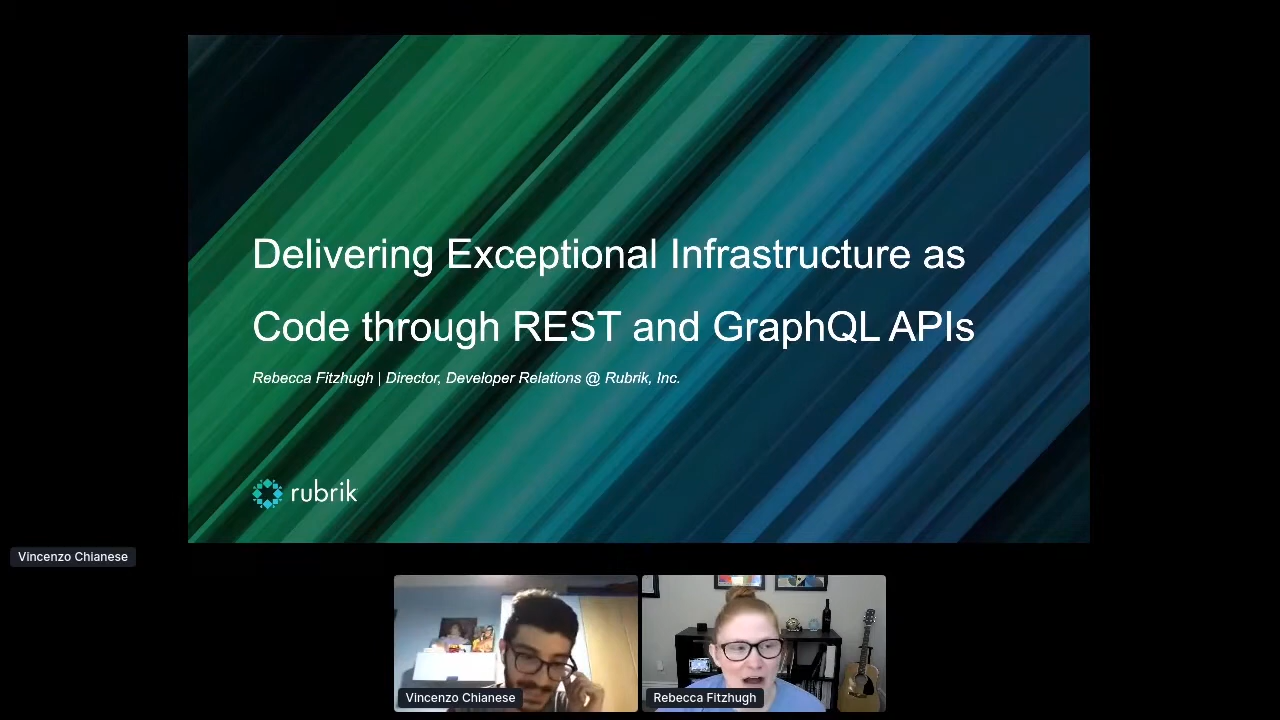 Delivering Exceptional Infrastructure as
Code through REST and GraphQL APIs
Rebecca Fitzhugh | Director, Developer Relations @ Rubrik, Inc.
rubrik
Vincenzo Chianese
Vincenzo Chianese
Rebecca Fitzhugh